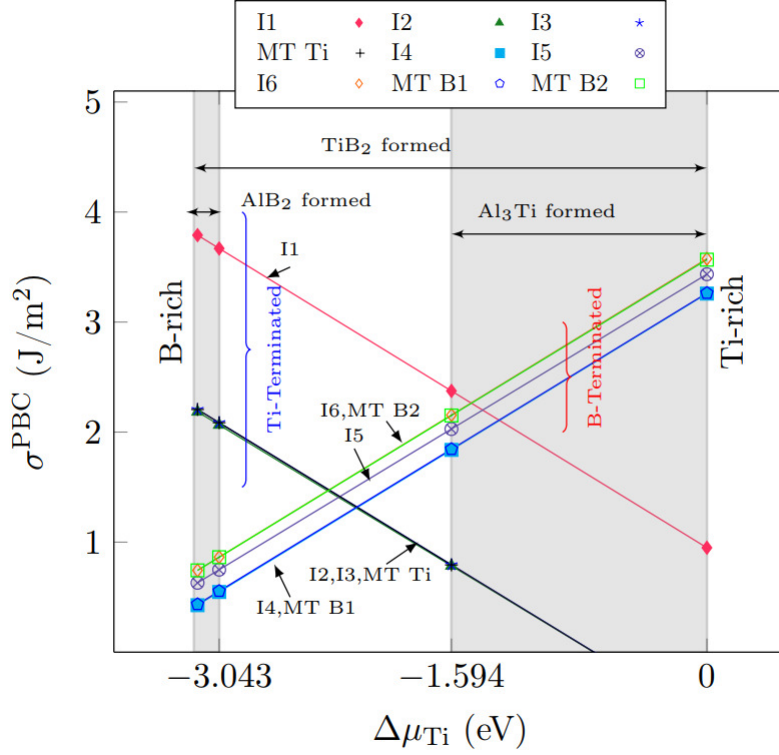 I1 I2 I3
MT Ti I4 I5
I6 MT B1 MT B2
5
TiB₂ formed
4
AlB₂ formed
Al₃Ti formed
I1
3
B-rich
Ti-Terminated
B-Terminated
Ti-rich
σ^PBC (J/m²)
I6,MT B2
2
I5
1
I2,I3,MT Ti
I4,MT B1
−3.043 −1.594 0
Δμ_Ti (eV)